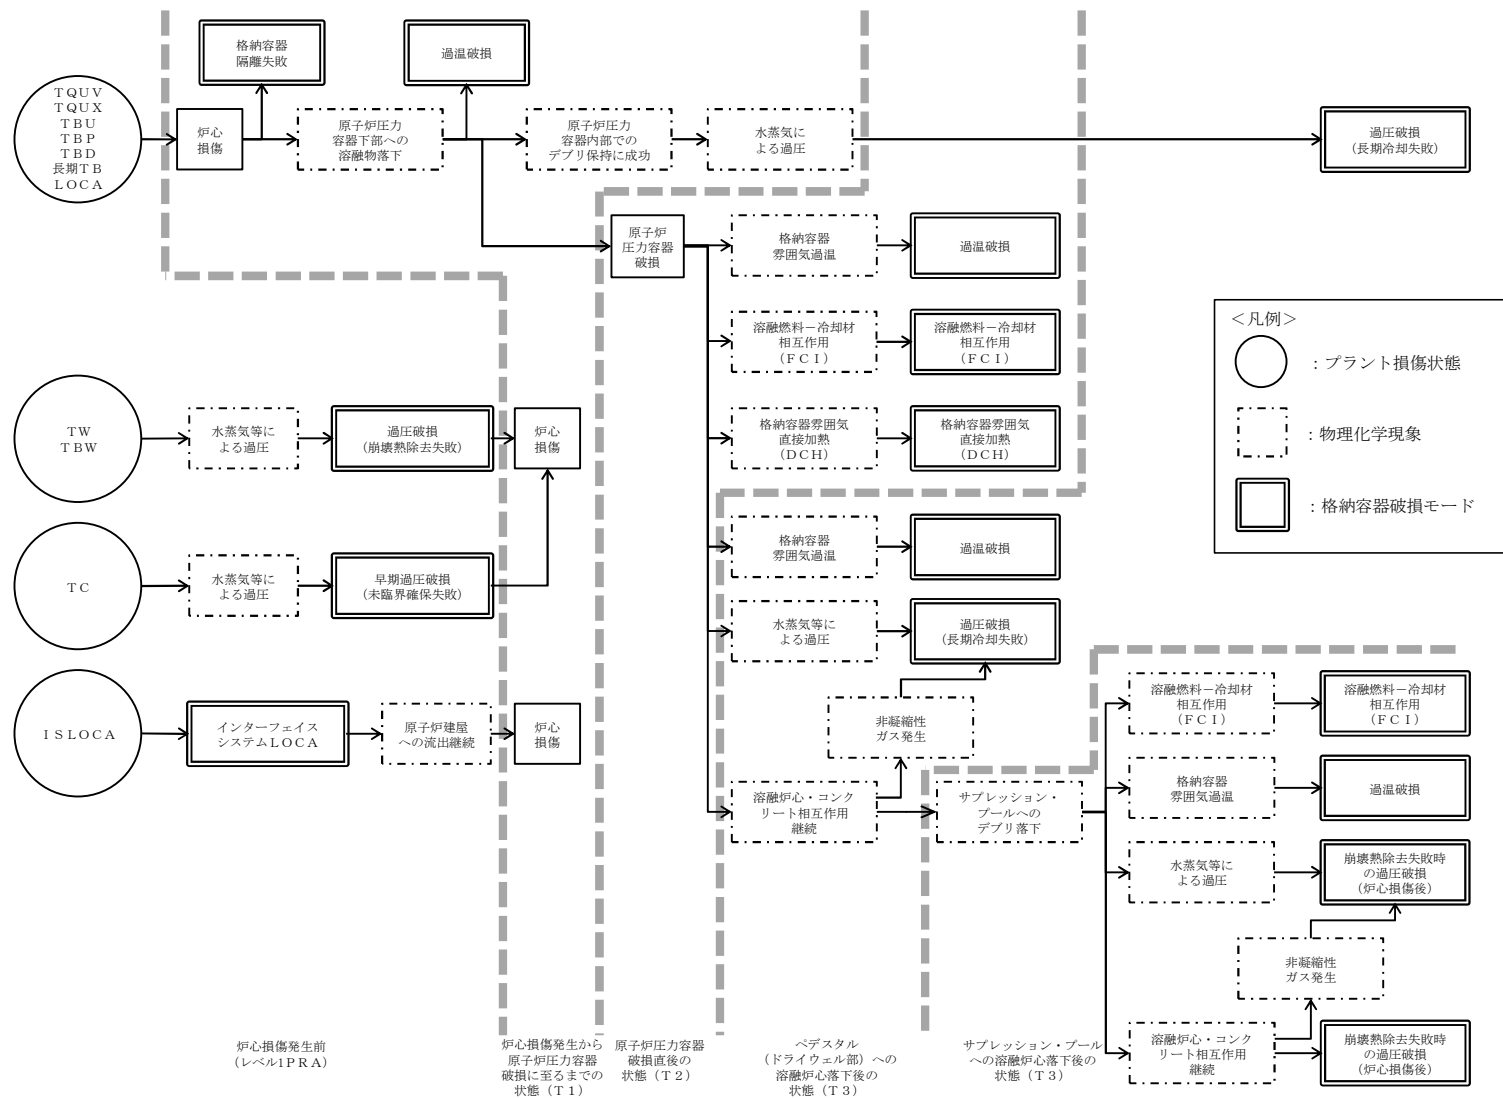 格納容器
隔離失敗
過温破損
ＴＱＵＶ
ＴＱＵＸ
ＴＢＵ
ＴＢＰ
ＴＢＤ
長期ＴＢ
ＬＯＣＡ
炉心
損傷
原子炉圧力
容器下部への
溶融物落下
原子炉圧力
容器内部での
デブリ保持に成功
水蒸気に
よる過圧
過圧破損
（長期冷却失敗）
原子炉
圧力容器
破損
格納容器
雰囲気過温
過温破損
溶融燃料－冷却材
相互作用
（ＦＣＩ）
溶融燃料－冷却材
相互作用
（ＦＣＩ）
＜凡例＞
：プラント損傷状態
：物理化学現象
：格納容器破損モード
ＴＷ
ＴＢＷ
水蒸気等に
よる過圧
過圧破損
（崩壊熱除去失敗）
炉心
損傷
格納容器雰囲気
直接加熱
（ＤＣＨ）
格納容器雰囲気
直接加熱
（ＤＣＨ）
格納容器
雰囲気過温
過温破損
ＴＣ
水蒸気等に
よる過圧
早期過圧破損
（未臨界確保失敗）
水蒸気等に
よる過圧
過圧破損
（長期冷却失敗）
ＩＳＬＯＣＡ
インターフェイス
システムＬＯＣＡ
原子炉建屋
への流出継続
炉心
損傷
非凝縮性
ガス発生
溶融燃料－冷却材
相互作用
（ＦＣＩ）
溶融燃料－冷却材
相互作用
（ＦＣＩ）
溶融炉心・コンク
リート相互作用
継続
サプレッション・
プールへの
デブリ落下
格納容器
雰囲気過温
過温破損
水蒸気等に
よる過圧
崩壊熱除去失敗時
の過圧破損
（炉心損傷後）
非凝縮性
ガス発生
溶融炉心・コンク
リート相互作用
継続
崩壊熱除去失敗時
の過圧破損
（炉心損傷後）
炉心損傷発生前
（レベル1ＰＲＡ）
炉心損傷発生から
原子炉圧力容器
破損に至るまでの
状態（Ｔ１）
原子炉圧力容器
破損直後の
状態（Ｔ２）
ペデスタル
（ドライウェル部）への
溶融炉心落下後の
状態（Ｔ３）
サプレッション・プール
への溶融炉心落下後の
状態（Ｔ３）